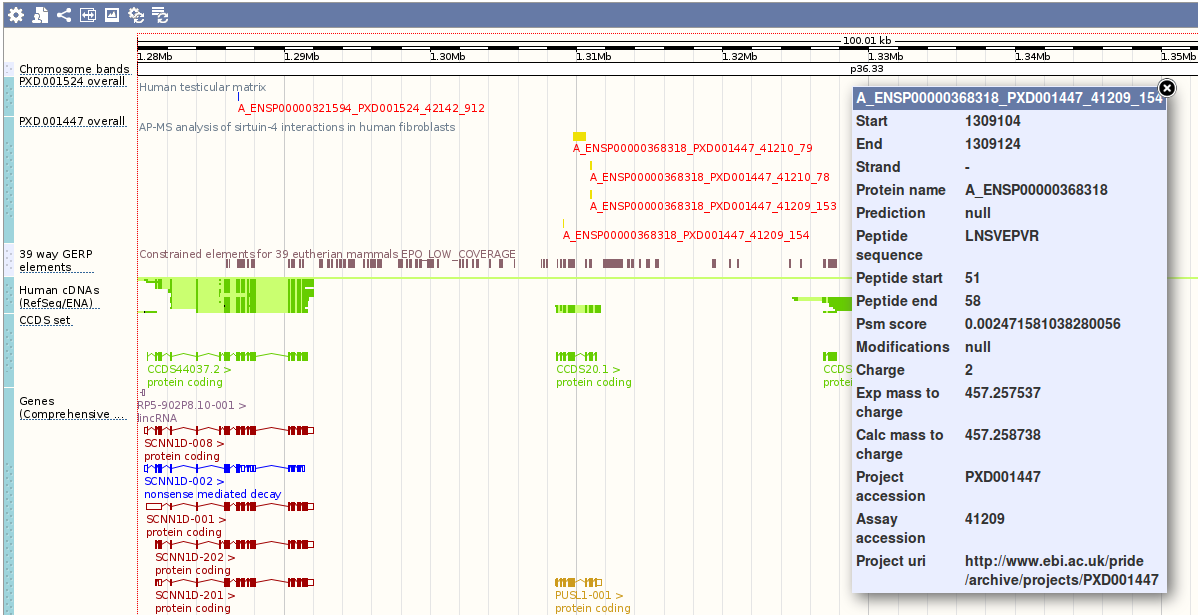 100.01 kb
1.28Mb 1.29Mb 1.30Mb 1.31Mb 1.32Mb 1.33Mb 1.34Mb 1.35Mb
Chromosome bands p36.33
PXD001524 overall
Human testicular matrix
A_ENSP00000321594_PXD001524_42142_912
PXD001447 overall
AP-MS analysis of sirtuin-4 interactions in human fibroblasts
A_ENSP00000368318_PXD001447_41210_79
A_ENSP00000368318_PXD001447_41210_78
A_ENSP00000368318_PXD001447_41209_153
A_ENSP00000368318_PXD001447_41209_154
39 way GERP
elements
Constrained elements for 39 eutherian mammals EPO_LOW_COVERAGE
Human cDNAs
(RefSeq/ENA)
CCDS set
CCDS44037.2 >
protein coding
CCDS20.1 >
protein coding
CCDS
protei
Genes
(Comprehensive ...
RP5-902P8.10-001 >
lincRNA
SCNN1D-008 >
protein coding
SCNN1D-002 >
nonsense mediated decay
SCNN1D-001 >
protein coding
SCNN1D-202 >
protein coding
SCNN1D-201 >
protein coding
PUSL1-001 >
protein coding
A_ENSP00000368318_PXD001447_41209_154
Start 1309104
End 1309124
Strand -
Protein name A_ENSP00000368318
Prediction null
Peptide LNSVEPVR
sequence
Peptide start 51
Peptide end 58
Psm score 0.002471581038280056
Modifications null
Charge 2
Exp mass to 457.257537
charge
Calc mass to 457.258738
charge
Project PXD001447
accession
Assay 41209
accession
Project uri http://www.ebi.ac.uk/pride
/archive/projects/PXD001447